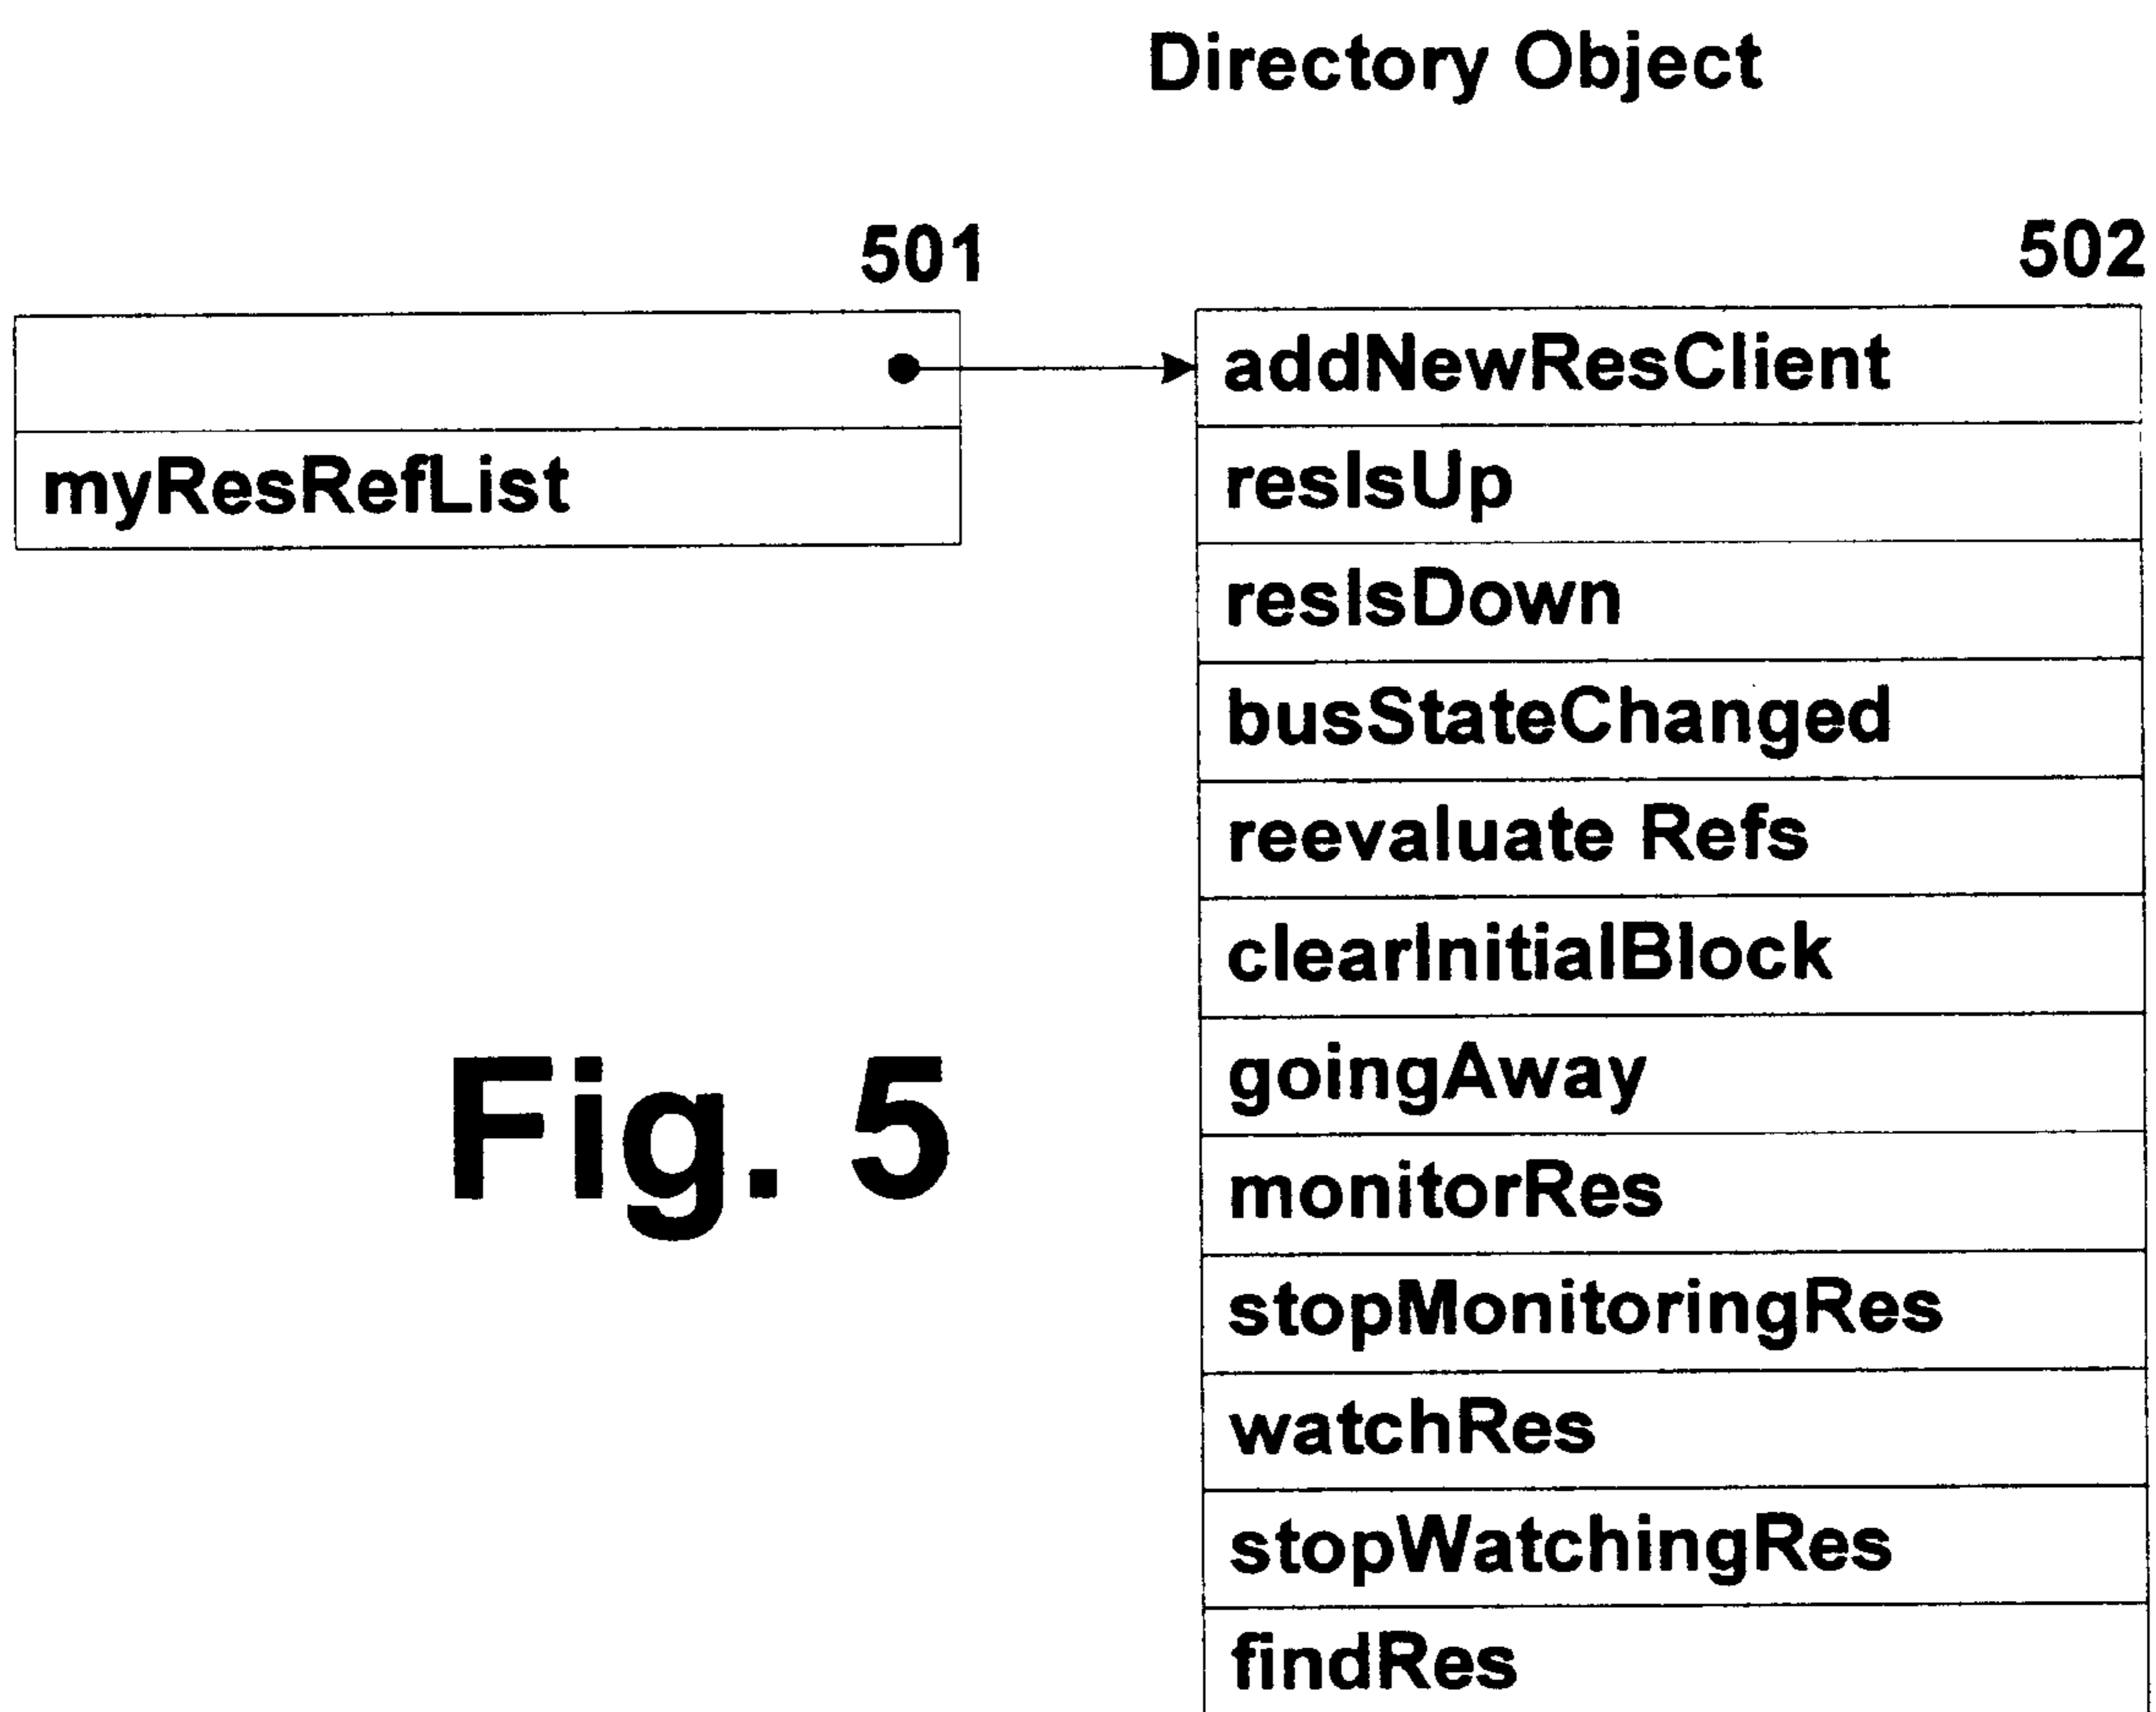 Directory Object
501
502
myResRefList
addNewResClient
resIsUp
resIsDown
busStateChanged
reevaluate Refs
clearInitialBlock
goingAway
monitorRes
stopMonitoringRes
watchRes
stopWatchingRes
findRes
Fig. 5